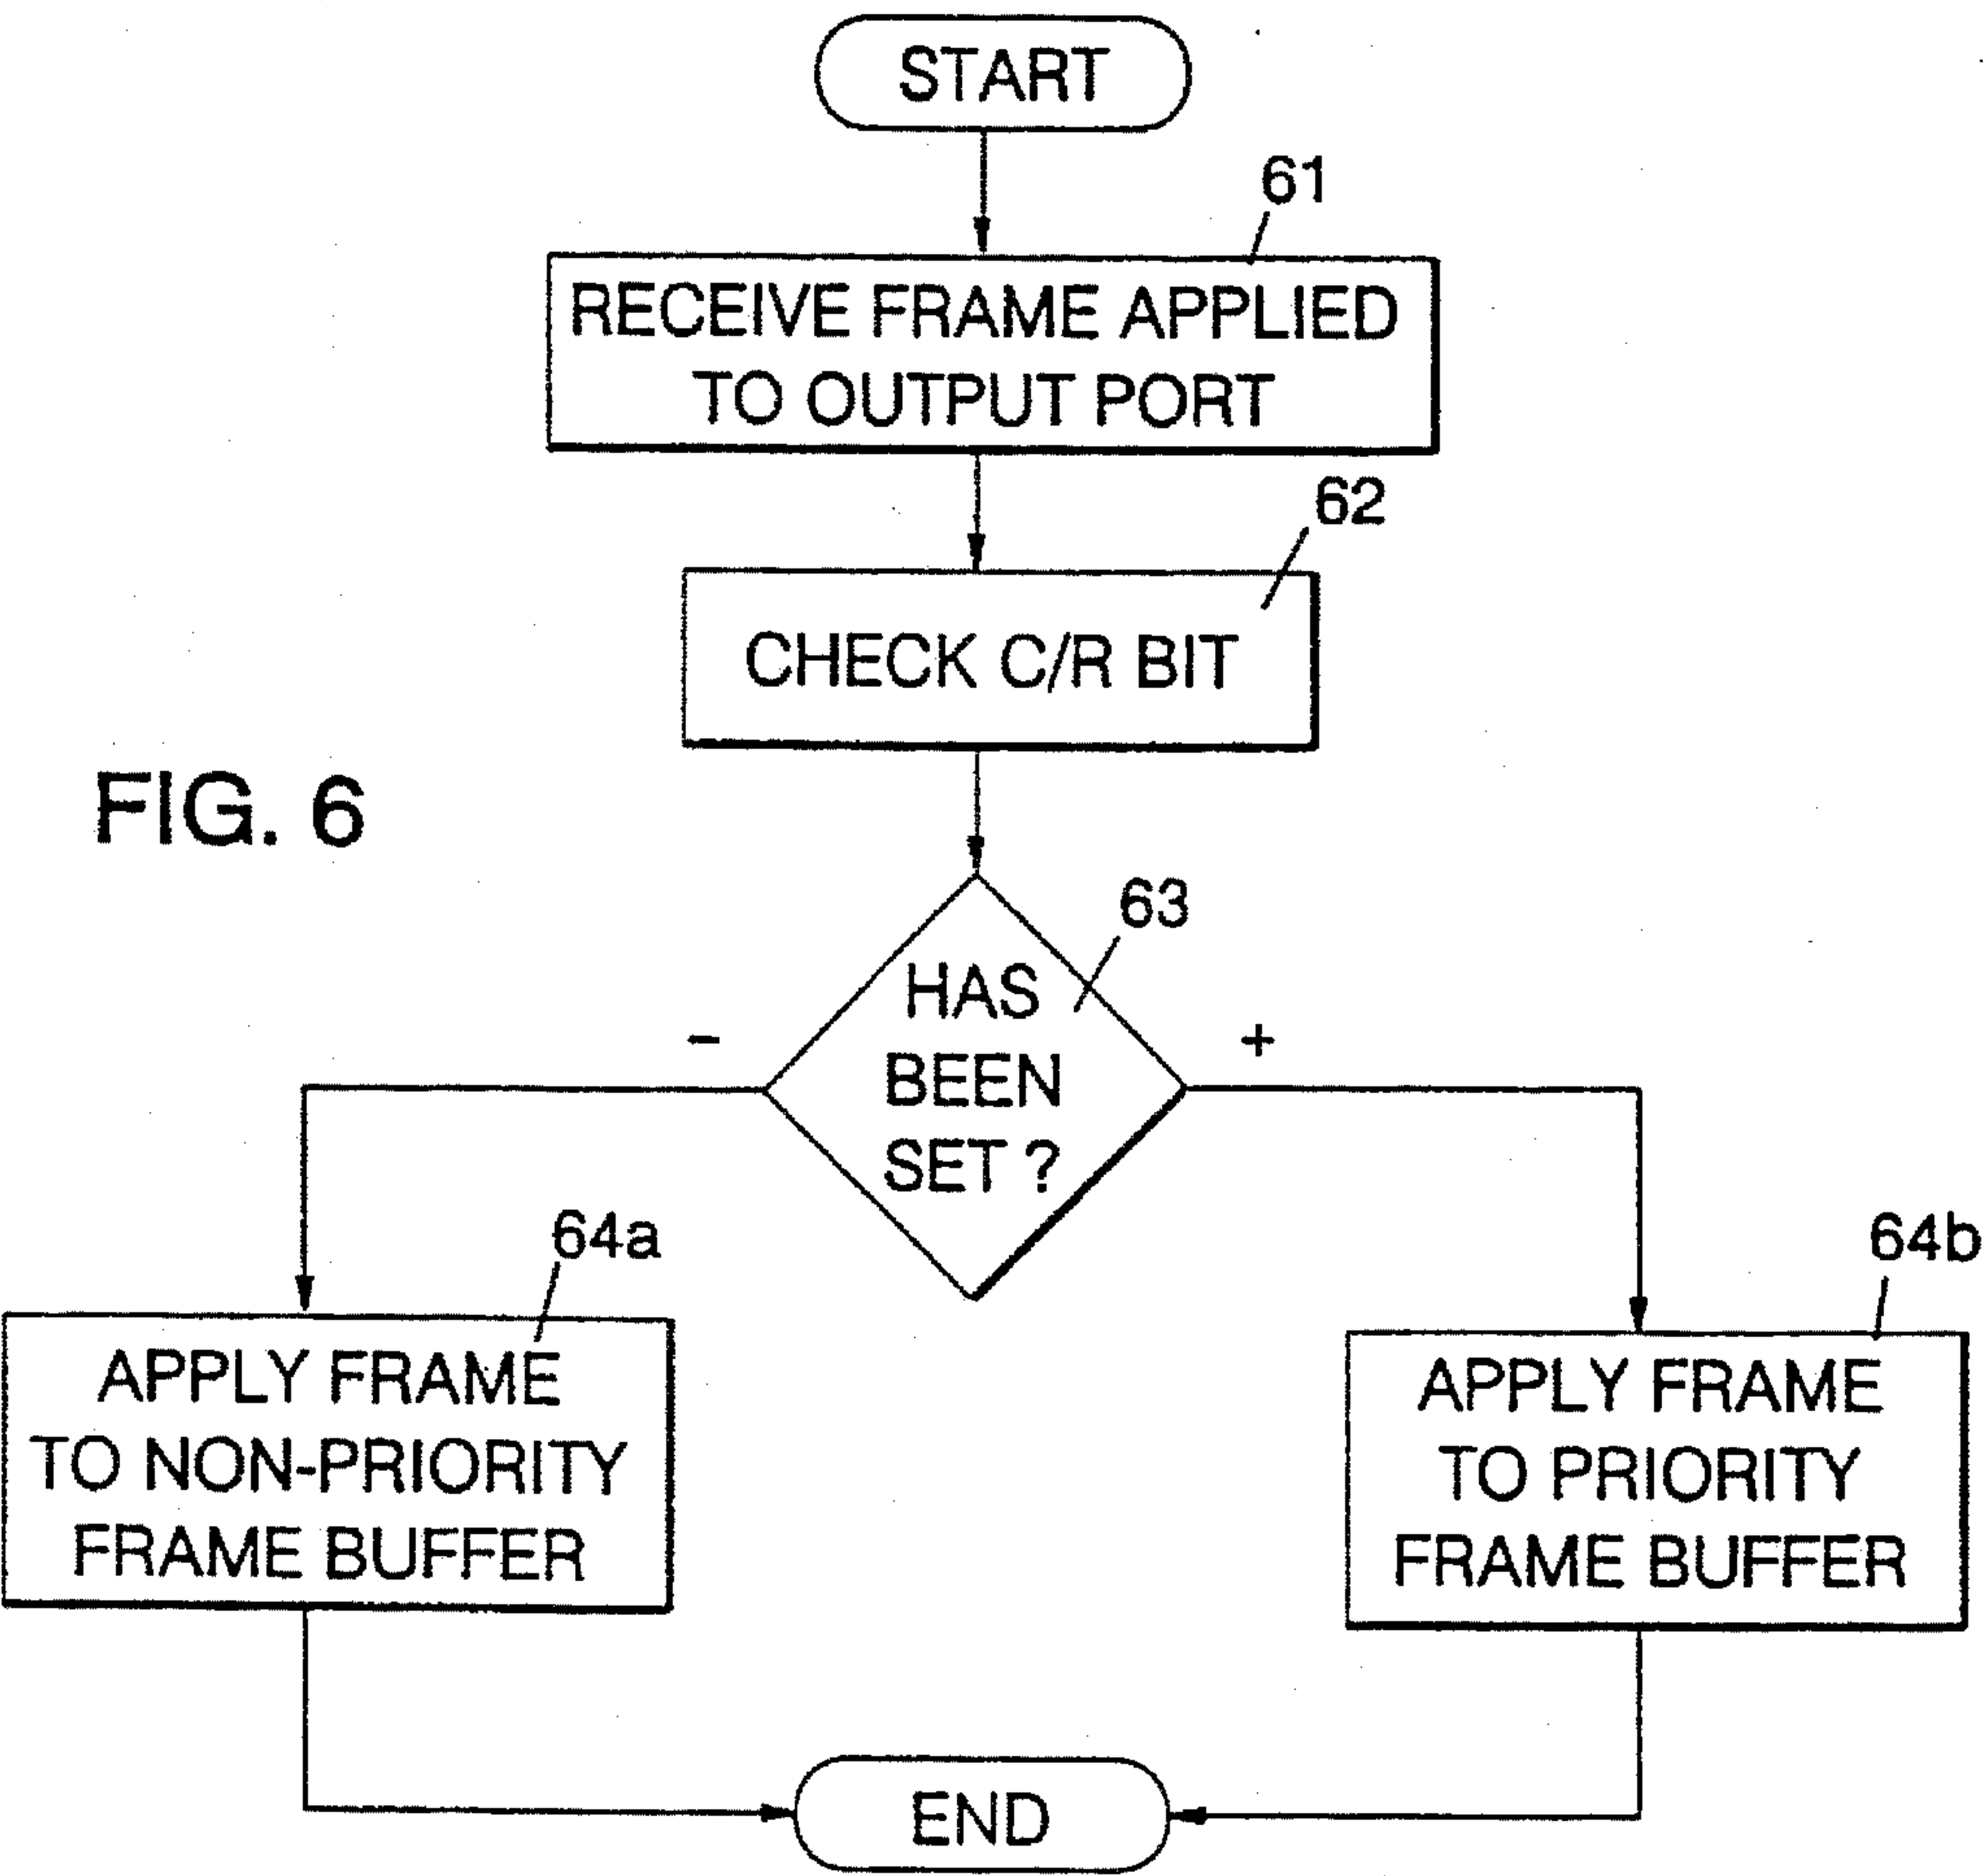 START
61
RECEIVE FRAME APPLIED
TO OUTPUT PORT
62
CHECK C/R BIT
FIG. 6
63
HAS
BEEN
SET ?
-
+
64a
APPLY FRAME
TO NON-PRIORITY
FRAME BUFFER
64b
APPLY FRAME
TO PRIORITY
FRAME BUFFER
END